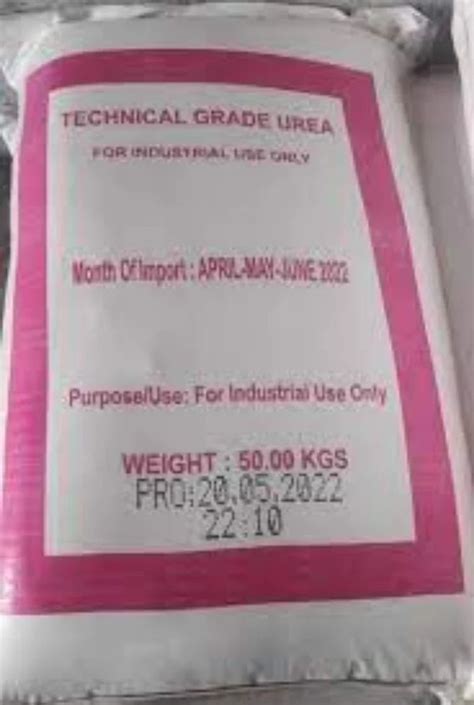 TECHNICAL GRADE UREA
FOR INDUSTRIAL USE ONLY
Month Of Import : APRIL-MAY-JUNE 2022
Purpose/Use: For Industrial Use Only
WEIGHT : 50.00 KGS
PRO:20.05.2022
22:10